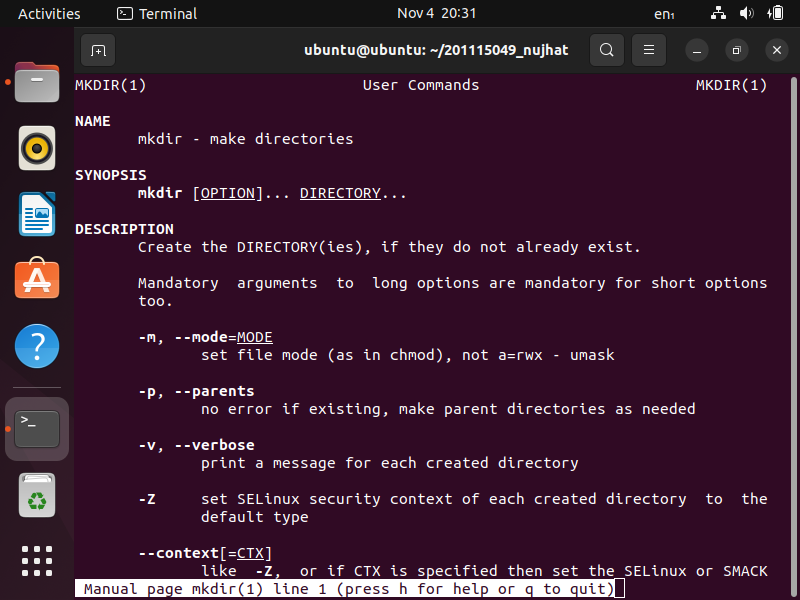 Activities Terminal Nov 4 20:31 en₁
ubuntu@ubuntu: ~/201115049_nujhat
MKDIR(1) User Commands MKDIR(1)
NAME
mkdir - make directories
SYNOPSIS
mkdir [OPTION]... DIRECTORY...
DESCRIPTION
Create the DIRECTORY(ies), if they do not already exist.
Mandatory arguments to long options are mandatory for short options
too.
-m, --mode=MODE
set file mode (as in chmod), not a=rwx - umask
-p, --parents
no error if existing, make parent directories as needed
-v, --verbose
print a message for each created directory
-Z set SELinux security context of each created directory to the
default type
--context[=CTX]
like -Z, or if CTX is specified then set the SELinux or SMACK
Manual page mkdir(1) line 1 (press h for help or q to quit)